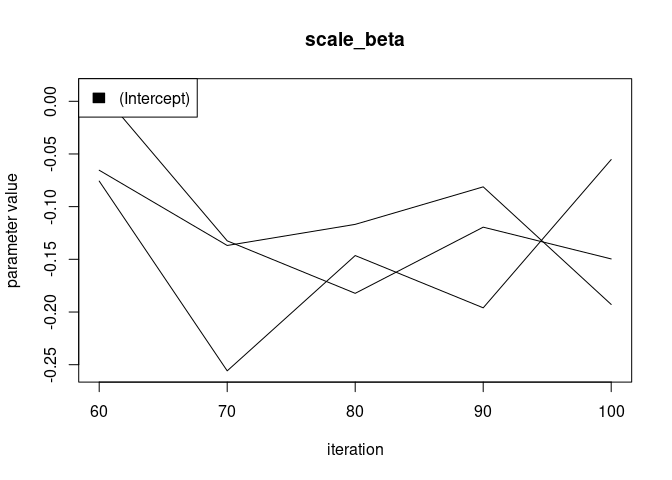 scale_beta
(Intercept)
0.00
-0.05
-0.10
-0.15
-0.20
-0.25
parameter value
60 70 80 90 100
iteration